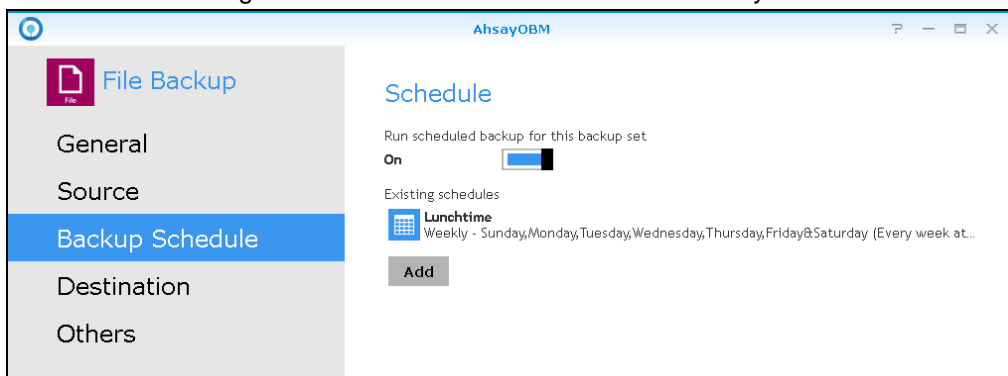 AhsayOBM
File Backup
File
General
Source
Backup Schedule
Destination
Others
Schedule
Run scheduled backup for this backup set
On
Existing schedules
Lunchtime
Weekly - Sunday,Monday,Tuesday,Wednesday,Thursday,Friday&Saturday (Every week at...
Add